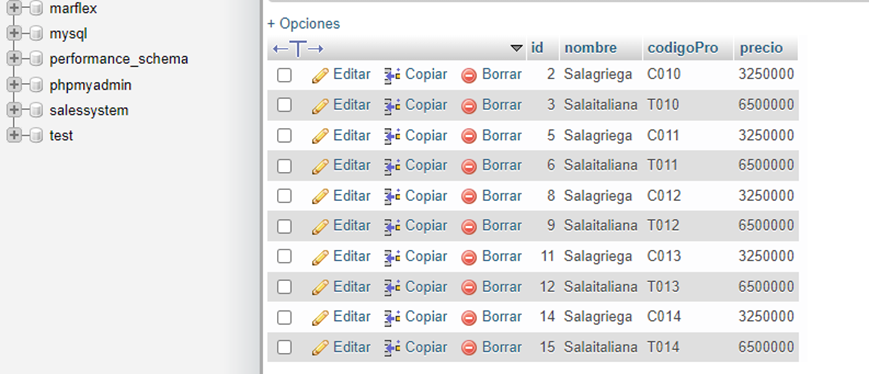 marflex
mysql
performance_schema
phpmyadmin
salessystem
test
+ Opciones
←T→ ▼ id nombre codigoPro precio
Editar Copiar Borrar 2 Salagriega C010 3250000
Editar Copiar Borrar 3 Salaitaliana T010 6500000
Editar Copiar Borrar 5 Salagriega C011 3250000
Editar Copiar Borrar 6 Salaitaliana T011 6500000
Editar Copiar Borrar 8 Salagriega C012 3250000
Editar Copiar Borrar 9 Salaitaliana T012 6500000
Editar Copiar Borrar 11 Salagriega C013 3250000
Editar Copiar Borrar 12 Salaitaliana T013 6500000
Editar Copiar Borrar 14 Salagriega C014 3250000
Editar Copiar Borrar 15 Salaitaliana T014 6500000